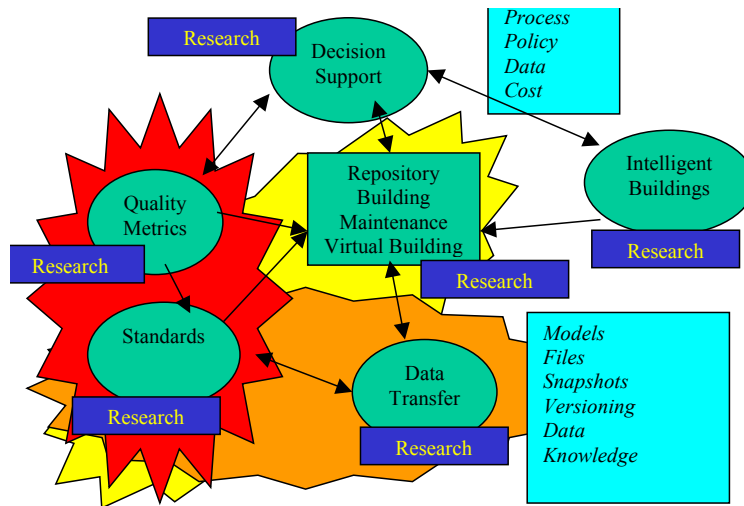 Research
Decision
Support
Process
Policy
Data
Cost
Quality
Metrics
Research
Repository
Building
Maintenance
Virtual Building
Research
Intelligent
Buildings
Research
Standards
Research
Data
Transfer
Research
Models
Files
Snapshots
Versioning
Data
Knowledge